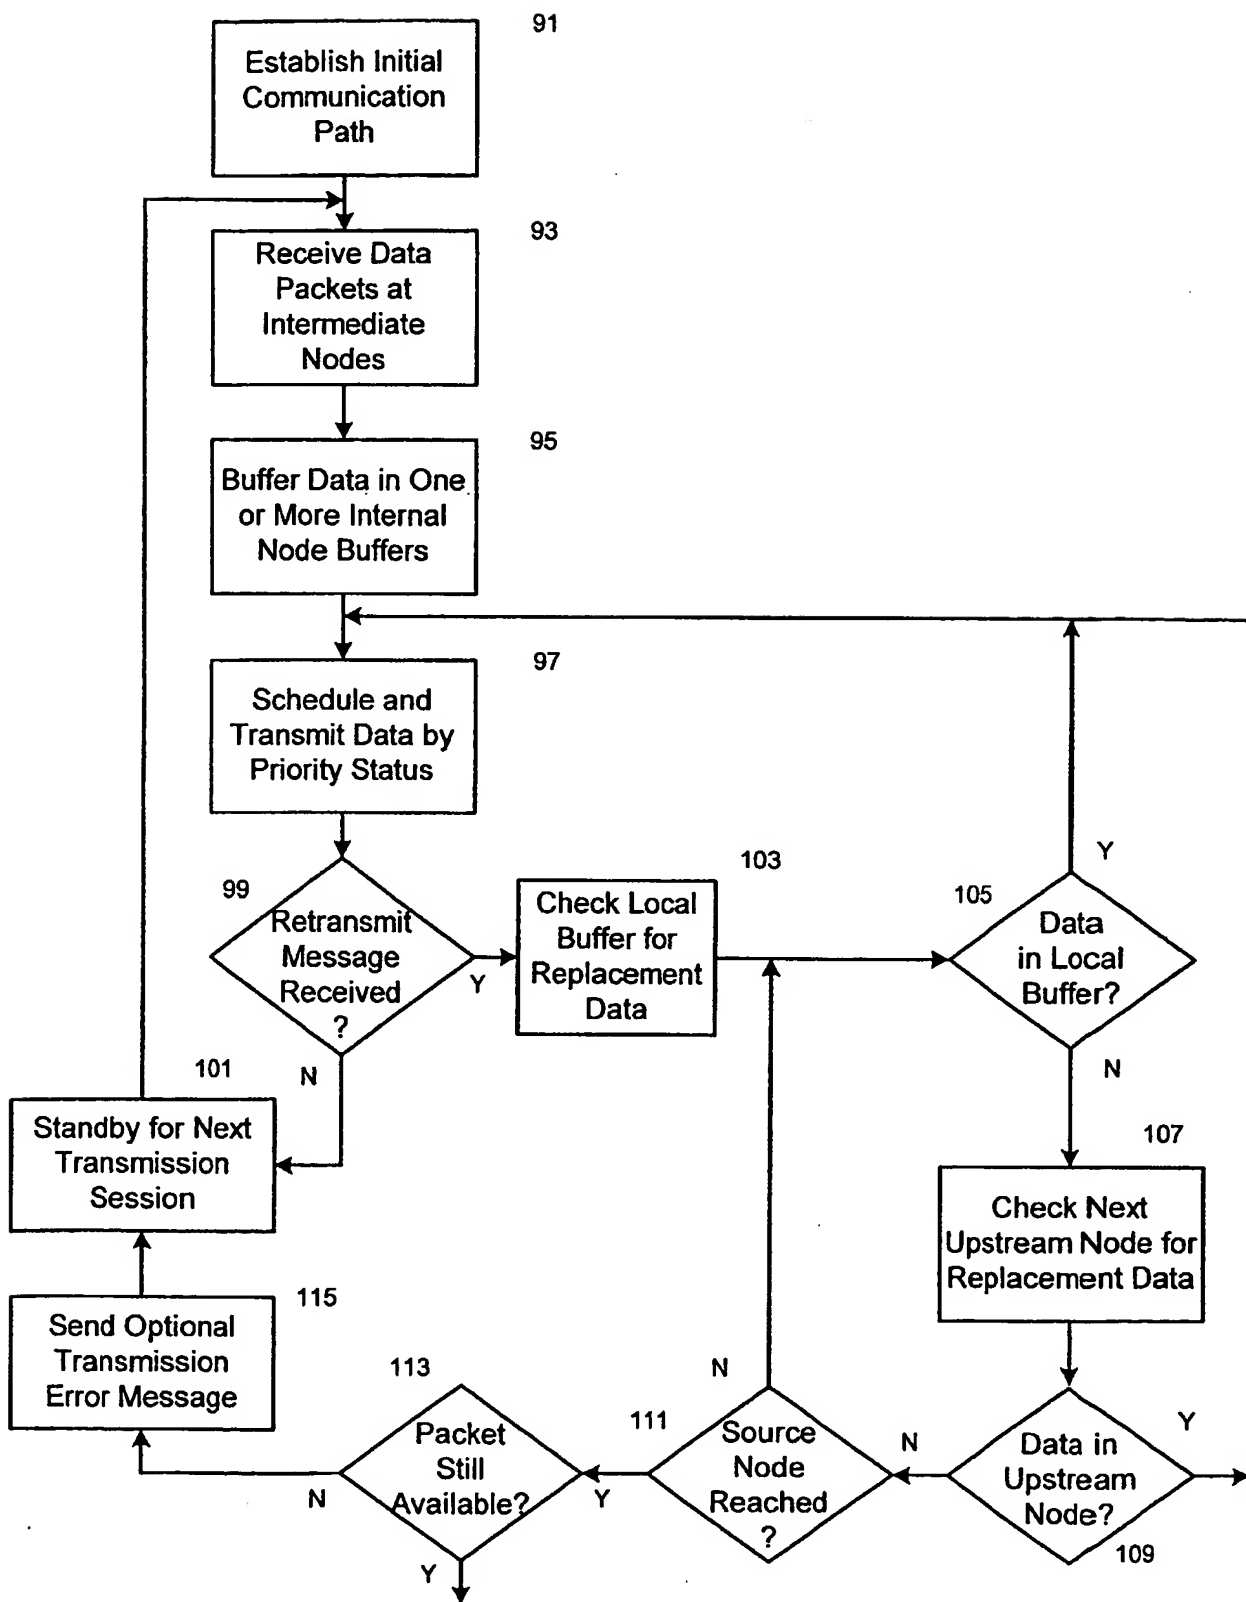 91
Establish Initial
Communication
Path
93
Receive Data
Packets at
Intermediate
Nodes
95
Buffer Data in One
or More Internal
Node Buffers
97
Schedule and
Transmit Data by
Priority Status
99
Retransmit
Message
Received
?
Y
N
103
Check Local
Buffer for
Replacement
Data
105
Data
in Local
Buffer?
Y
N
101
Standby for Next
Transmission
Session
107
Check Next
Upstream Node for
Replacement Data
115
Send Optional
Transmission
Error Message
113
Packet
Still
Available?
N
Y
111
Source
Node
Reached
?
N
Y
109
Data in
Upstream
Node?
N
Y